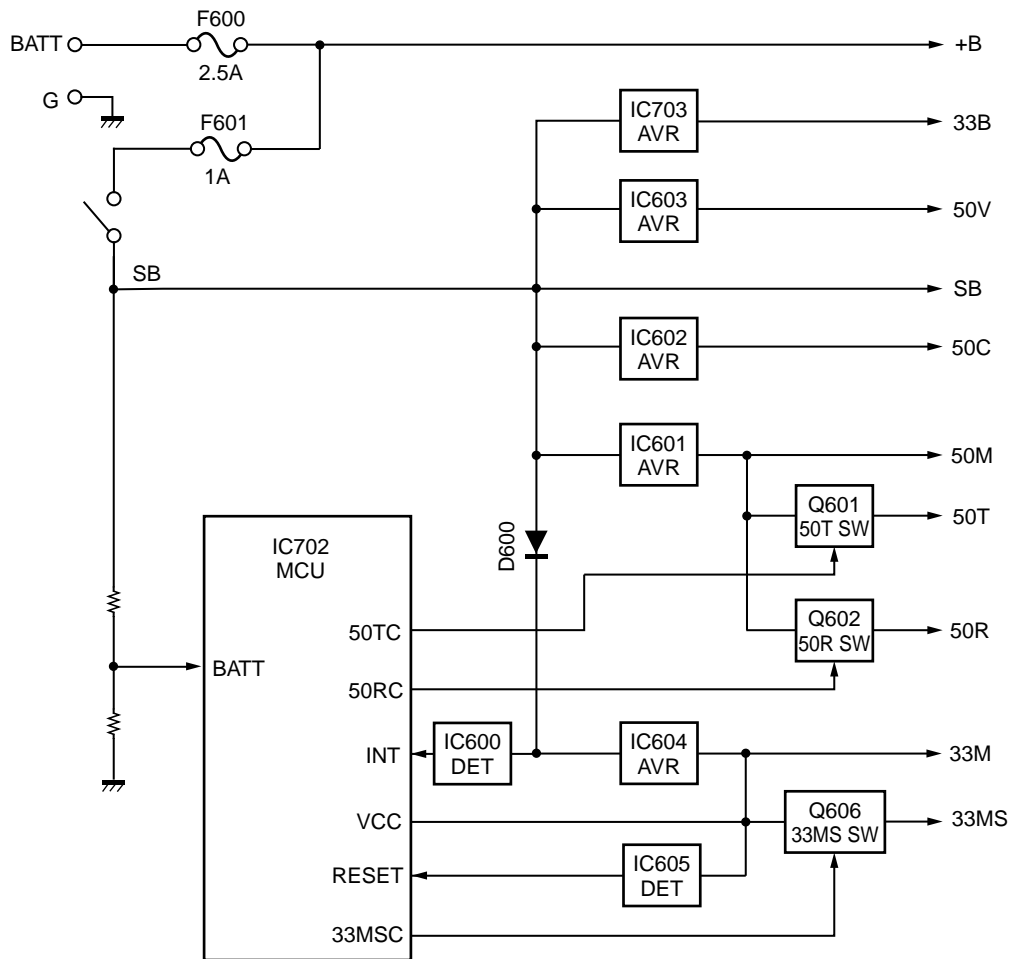 F600
BATT
+B
2.5A
G
F601
1A
IC703
AVR
33B
IC603
AVR
50V
SB
SB
IC602
AVR
50C
IC601
AVR
50M
Q601
50T SW
50T
D600
IC702
MCU
Q602
50R SW
50R
50TC
BATT
50RC
INT
IC600
DET
IC604
AVR
33M
VCC
Q606
33MS SW
33MS
RESET
IC605
DET
33MSC